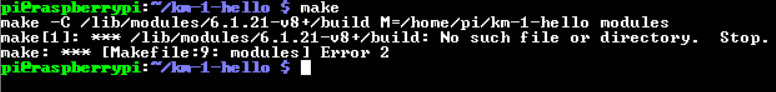 pi@raspberrypi:~/km-1-hello $ make
make -C /lib/modules/6.1.21-v8+/build M=/home/pi/km-1-hello modules
make[1]: *** /lib/modules/6.1.21-v8+/build: No such file or directory.  Stop.
make: *** [Makefile:9: modules] Error 2
pi@raspberrypi:~/km-1-hello $